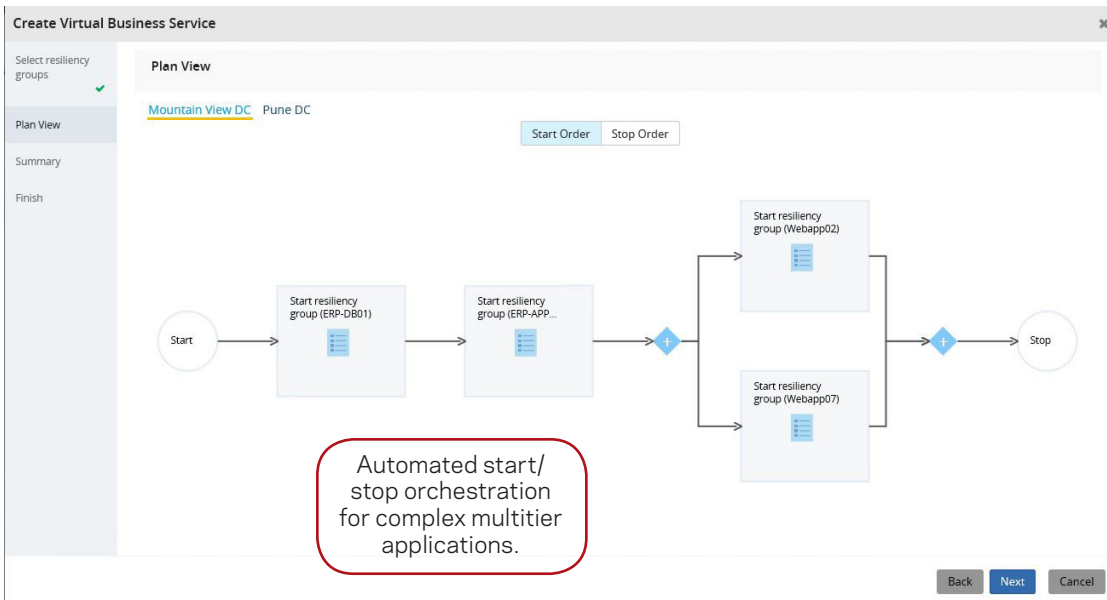 Create Virtual Business Service
Select resiliency
groups
Plan View
Summary
Finish
Plan View
Mountain View DC Pune DC
Start Order Stop Order
Start
Start resiliency
group (ERP-DB01)
Start resiliency
group (ERP-APP...
Start resiliency
group (Webapp02)
Start resiliency
group (Webapp07)
Stop
Automated start/
stop orchestration
for complex multitier
applications.
Back Next Cancel